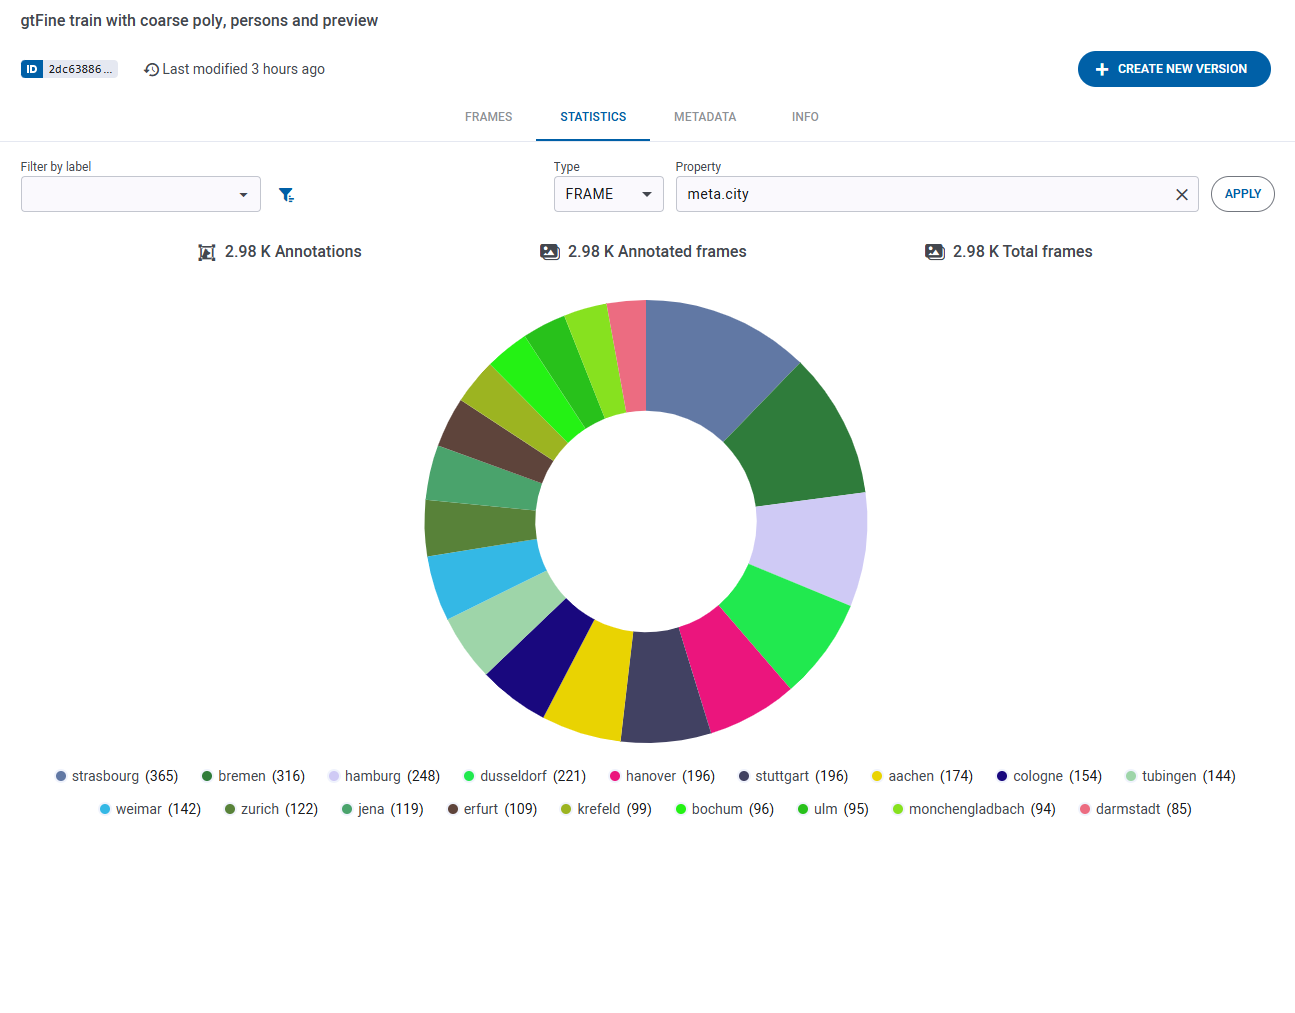 gtFine train with coarse poly, persons and preview
ID 2dc63886... Last modified 3 hours ago
CREATE NEW VERSION
FRAMES STATISTICS METADATA INFO
Filter by label Type Property
FRAME meta.city APPLY
2.98 K Annotations 2.98 K Annotated frames 2.98 K Total frames
strasbourg (365) bremen (316) hamburg (248) dusseldorf (221) hanover (196) stuttgart (196) aachen (174) cologne (154) tubingen (144)
weimar (142) zurich (122) jena (119) erfurt (109) krefeld (99) bochum (96) ulm (95) monchengladbach (94) darmstadt (85)